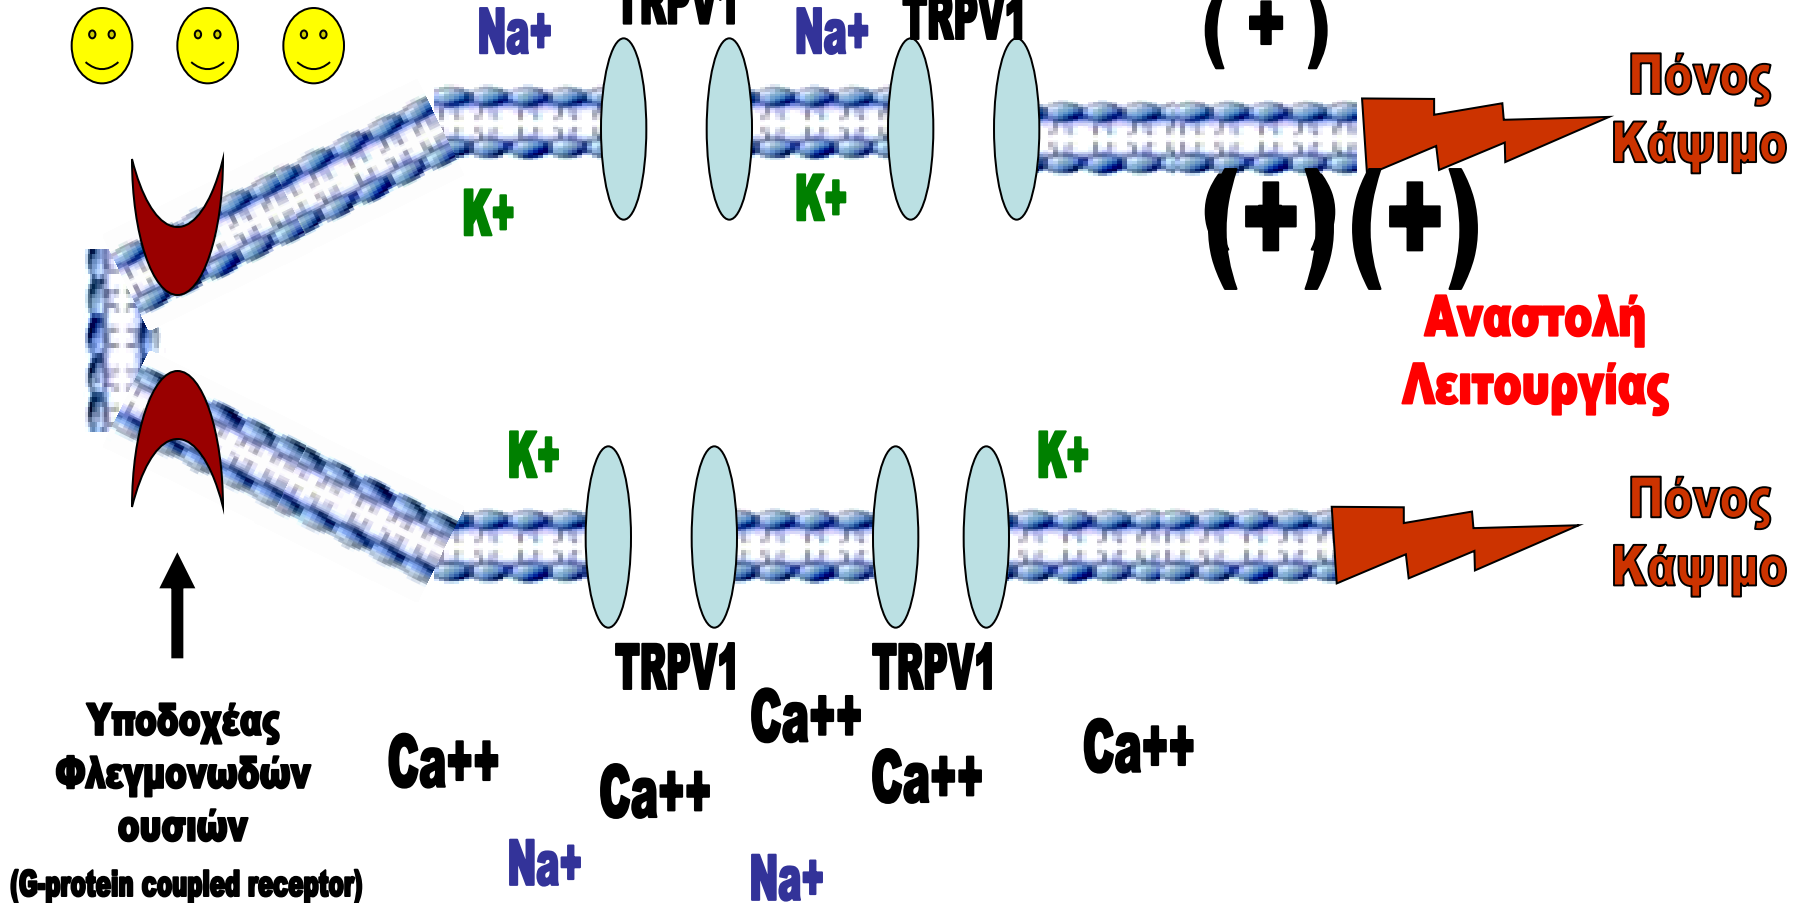 TRPV1
TRPV1
Na+
Na+
( + )
Πόνος
Κάψιμο
K+
K+
(+)(+)
Αναστολή
Λειτουργίας
K+
K+
Πόνος
Κάψιμο
TRPV1
TRPV1
Ca++
Ca++
Ca++
Ca++
Ca++
Υποδοχέας
Φλεγμονωδών
ουσιών
(G-protein coupled receptor)
Na+
Na+